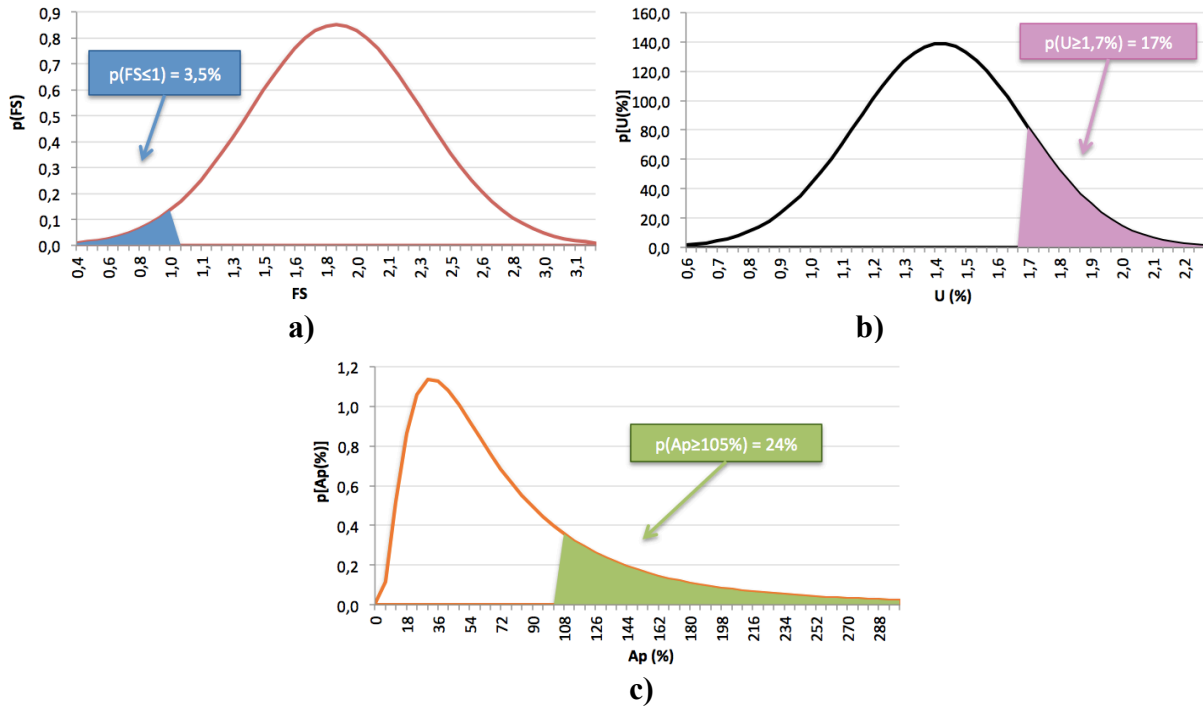 0,9
0,8
0,7
0,6
0,5
0,4
0,3
0,2
0,1
0,0
p(FS)
p(FS≤1) = 3,5%
0,4 0,6 0,8 1,0 1,1 1,3 1,5 1,6 1,8 2,0 2,1 2,3 2,5 2,6 2,8 3,0 3,1
FS
a)
160,0
140,0
120,0
100,0
80,0
60,0
40,0
20,0
0,0
p[U(%)]
p(U≥1,7%) = 17%
0,6 0,7 0,8 0,9 1,0 1,1 1,2 1,3 1,4 1,5 1,6 1,7 1,8 1,9 2,0 2,1 2,2
U (%)
b)
1,2
1,0
0,8
0,6
0,4
0,2
0,0
p[Ap(%)]
p(Ap≥105%) = 24%
0 18 36 54 72 90 108 126 144 162 180 198 216 234 252 270 288
Ap (%)
c)